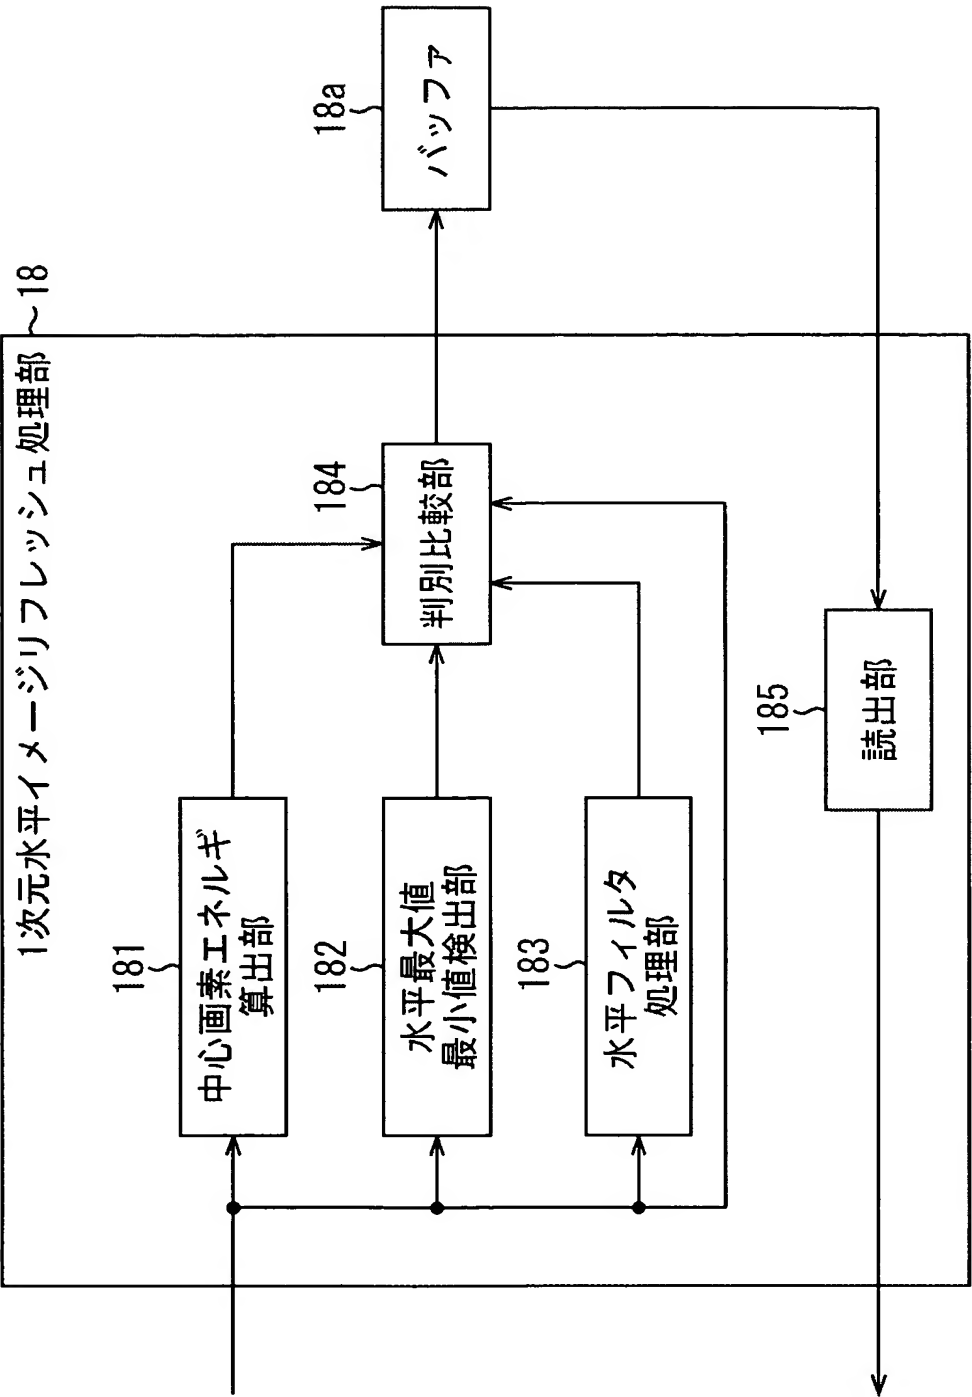 1次元水平イメージリフレッシュ処理部
~18
181
中心画素エネルギ
算出部
182
水平最大値
最小値検出部
183
水平フィルタ
処理部
184
判別比較部
18a
バッファ
185
読出部